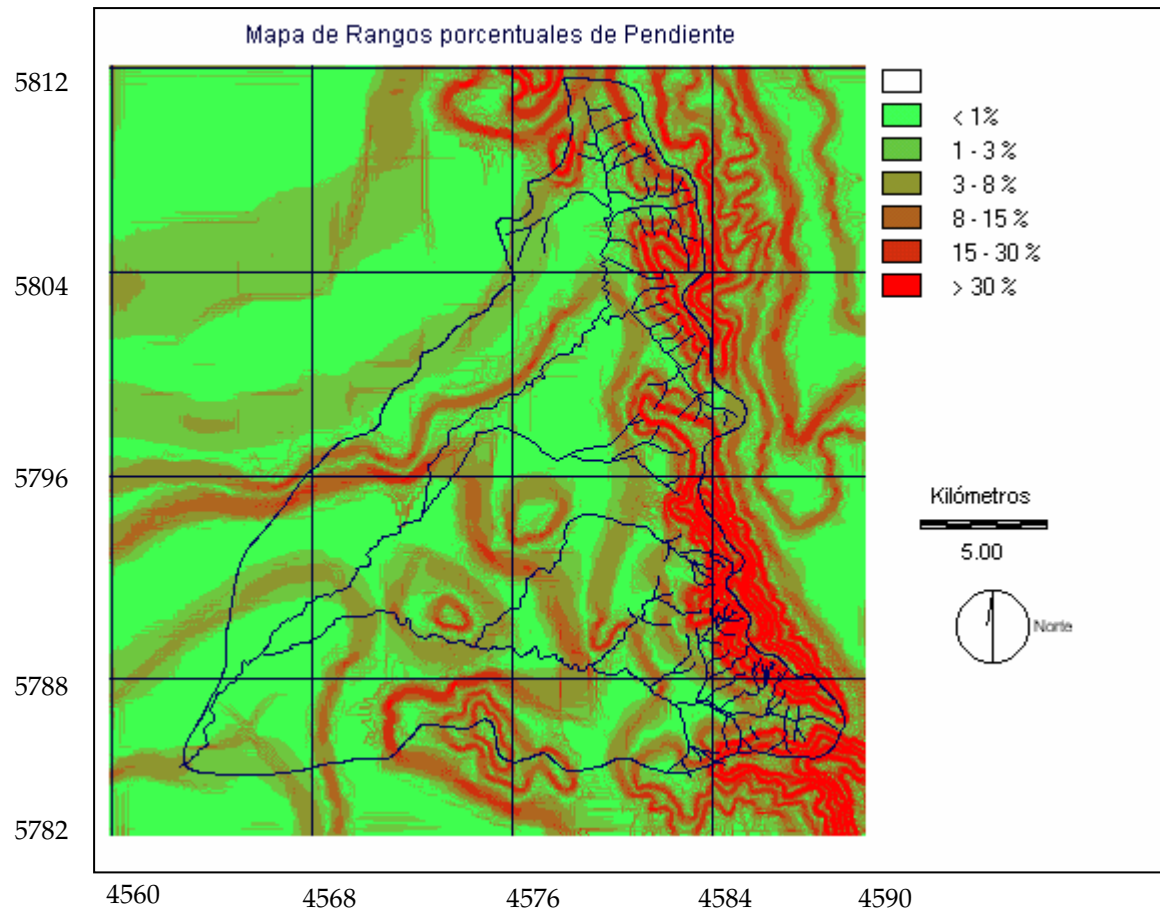 Mapa de Rangos porcentuales de Pendiente
5812
5804
5796
5788
5782
< 1%
1 - 3 %
3 - 8 %
8 - 15 %
15 - 30 %
> 30 %
Kilómetros
5.00
Norte
4560
4568
4576
4584
4590